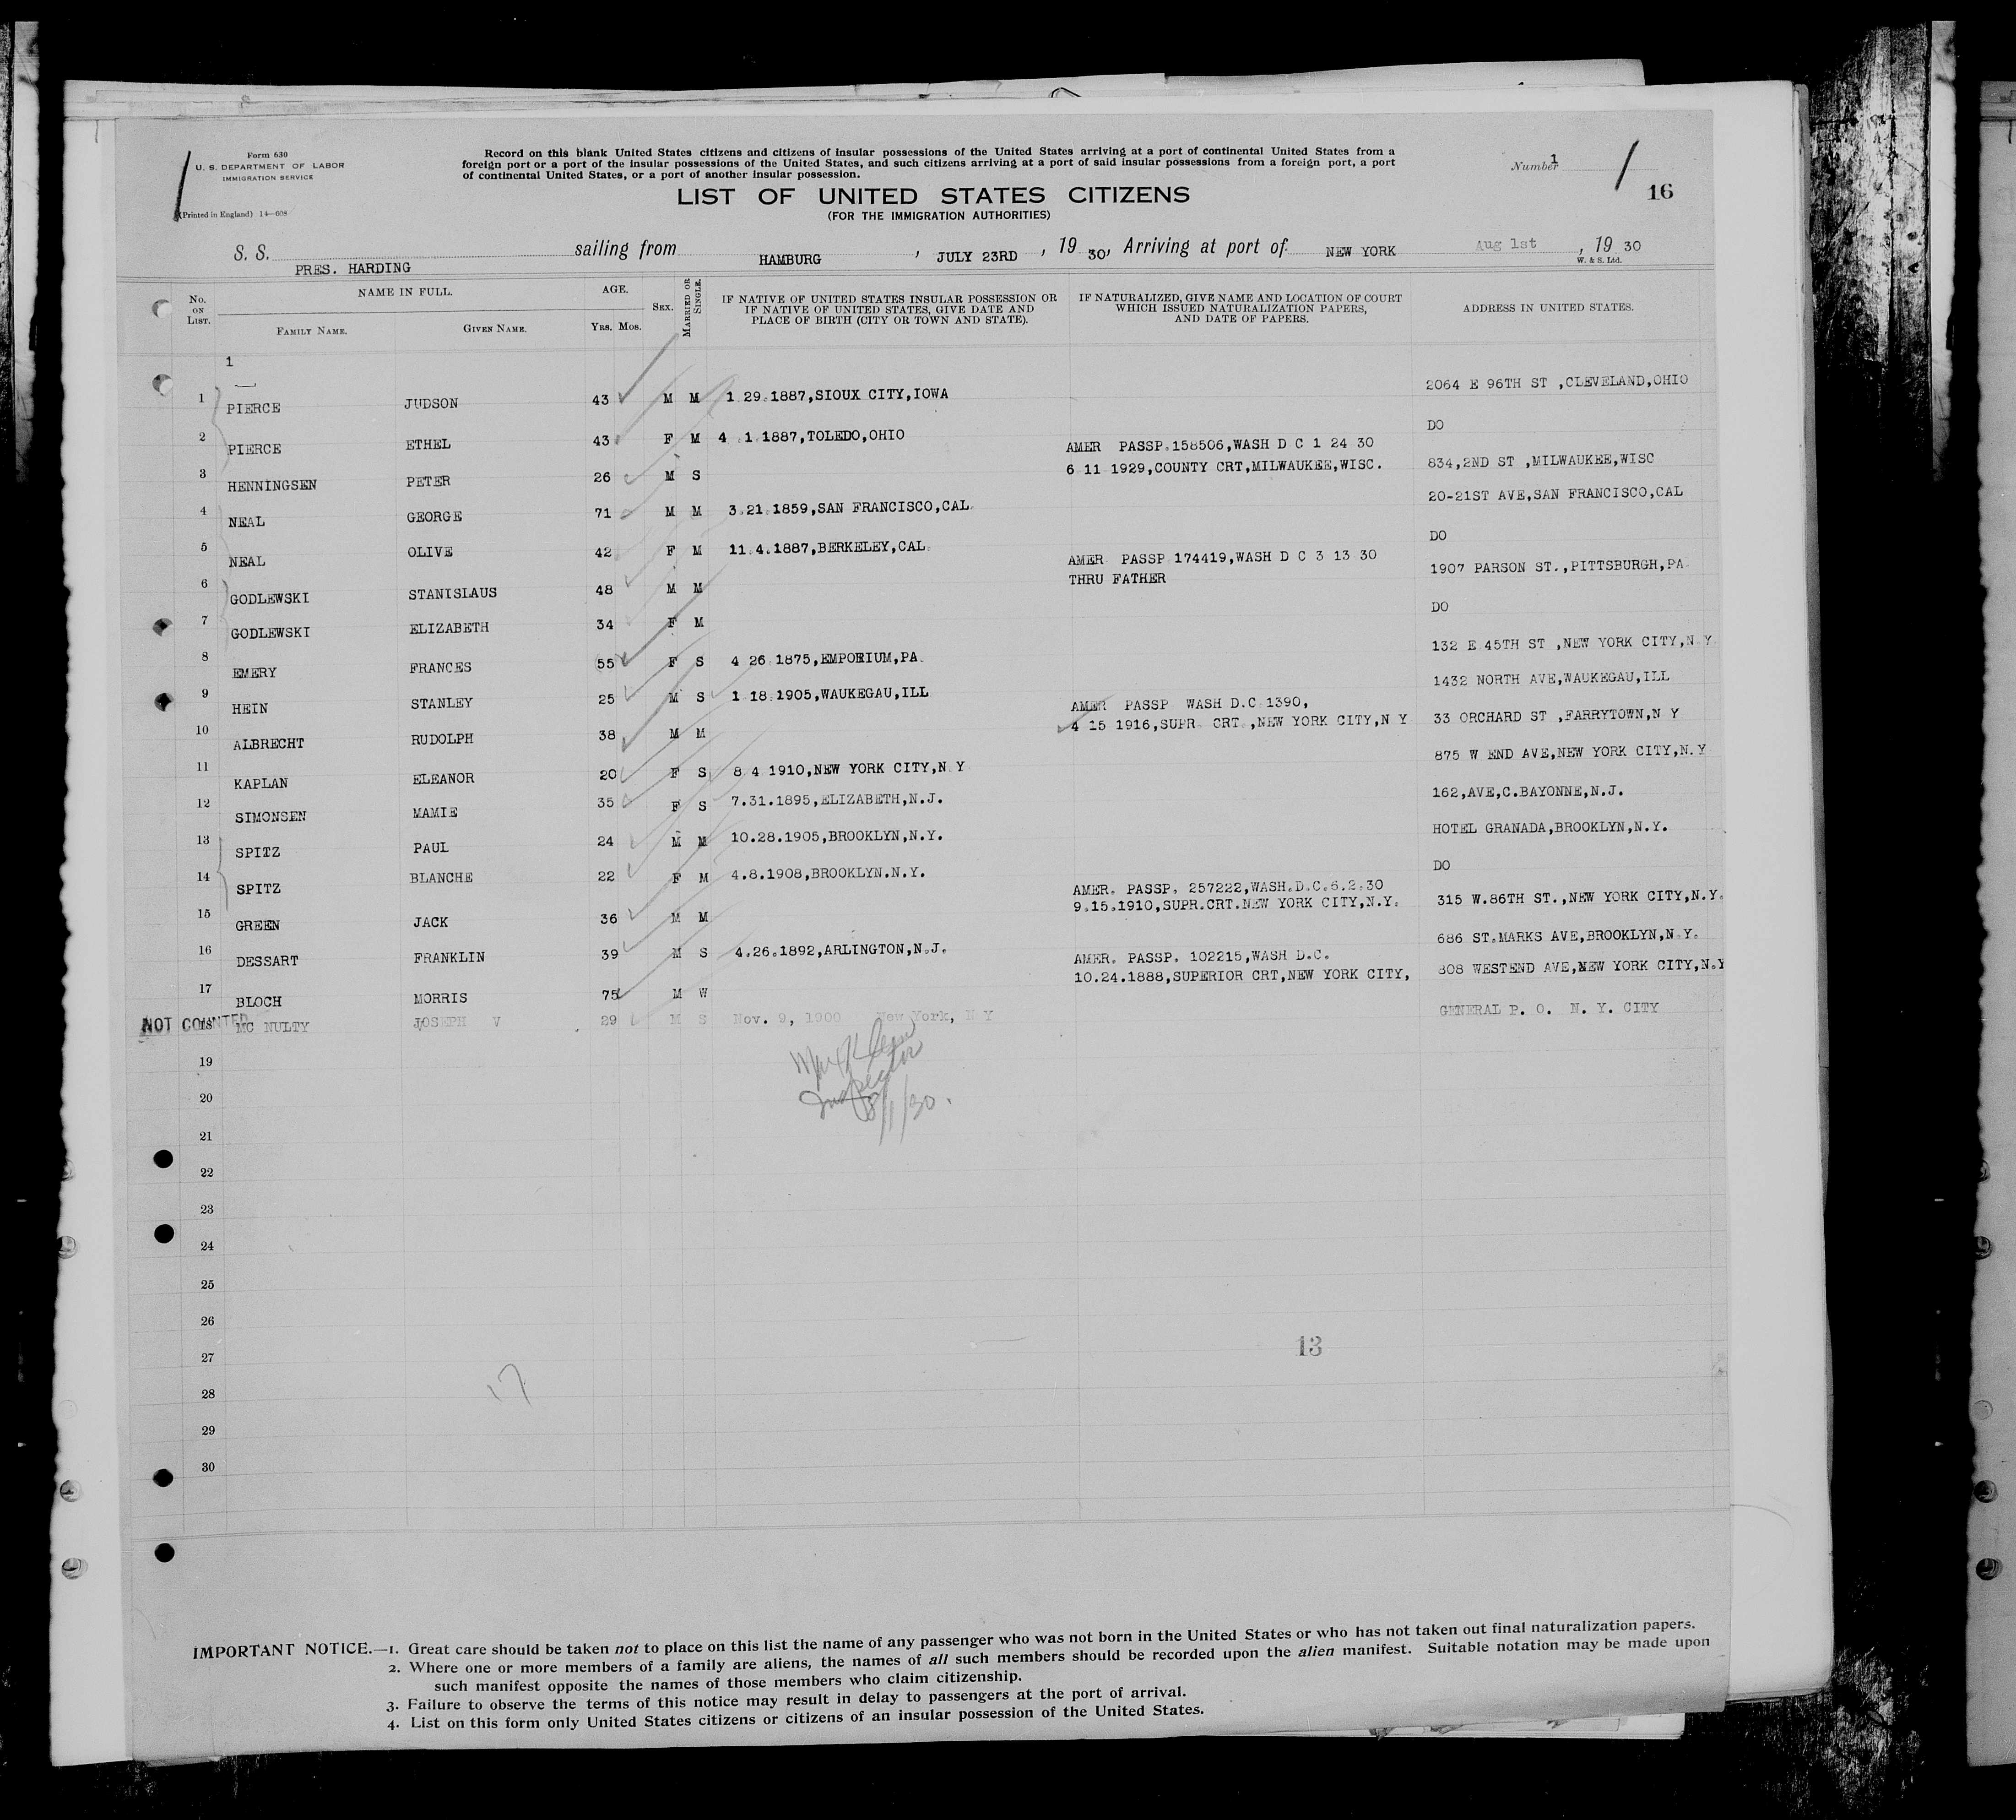 Form 630
U. S. DEPARTMENT OF LABOR
IMMIGRATION SERVICE
(Printed in England) 14—608
Record on this blank United States citizens and citizens of insular possessions of the United States arriving at a port of continental United States from a
foreign port or a port of the insular possessions of the United States, and such citizens arriving at a port of said insular possessions from a foreign port, a port
of continental United States, or a port of another insular possession.
Number 1
16
LIST OF UNITED STATES CITIZENS
(FOR THE IMMIGRATION AUTHORITIES)
S. S. PRES. HARDING sailing from HAMBURG, JULY 23RD, 19 30, Arriving at port of NEW YORK Aug 1st, 19 30
W. & S. Ltd.
No. ON LIST. NAME IN FULL. FAMILY NAME. GIVEN NAME. AGE. YRS. MOS. SEX. MARRIED OR SINGLE. IF NATIVE OF UNITED STATES INSULAR POSSESSION OR IF NATIVE OF UNITED STATES, GIVE DATE AND PLACE OF BIRTH (CITY OR TOWN AND STATE). IF NATURALIZED, GIVE NAME AND LOCATION OF COURT WHICH ISSUED NATURALIZATION PAPERS, AND DATE OF PAPERS. ADDRESS IN UNITED STATES.
1
1 PIERCE JUDSON 43 M M 1 29.1887,SIOUX CITY,IOWA 2064 E 96TH ST ,CLEVELAND,OHIO
2 PIERCE ETHEL 43 F M 4 1 1887,TOLEDO,OHIO DO
AMER PASSP.158506,WASH D C 1 24 30
3 HENNINGSEN PETER 26 M S 6 11 1929,COUNTY CRT,MILWAUKEE,WISC. 834,2ND ST ,MILWAUKEE,WISC
4 NEAL GEORGE 71 M M 3.21.1859,SAN FRANCISCO,CAL. 20-21ST AVE,SAN FRANCISCO,CAL
5 NEAL OLIVE 42 F M 11.4.1887,BERKELEY,CAL. DO
AMER PASSP 174419,WASH D C 3 13 30
6 GODLEWSKI STANISLAUS 48 M M THRU FATHER 1907 PARSON ST.,PITTSBURGH,PA
7 GODLEWSKI ELIZABETH 34 F M DO
8 EMERY FRANCES 55 F S 4 26 1875,EMPORIUM,PA. 132 E 45TH ST ,NEW YORK CITY,N Y
9 HEIN STANLEY 25 M S 1 18.1905,WAUKEGAU,ILL 1432 NORTH AVE,WAUKEGAU,ILL
AMER PASSP WASH D.C 1390,
10 ALBRECHT RUDOLPH 38 M M 4 15 1916,SUPR CRT.,NEW YORK CITY,N Y 33 ORCHARD ST ,FARRYTOWN,N Y
11 KAPLAN ELEANOR 20 F S 8 4 1910,NEW YORK CITY,N Y 875 W END AVE,NEW YORK CITY,N.Y
12 SIMONSEN MAMIE 35 F S 7.31.1895,ELIZABETH,N.J. 162,AVE,C.BAYONNE,N.J.
13 SPITZ PAUL 24 M M 10.28.1905,BROOKLYN,N.Y. HOTEL GRANADA,BROOKLYN,N.Y.
14 SPITZ BLANCHE 22 F M 4.8.1908,BROOKLYN.N.Y. DO
AMER. PASSP. 257222,WASH.D.C.6.2.30
15 GREEN JACK 36 M M 9.15.1910,SUPR.CRT.NEW YORK CITY,N.Y. 315 W.86TH ST.,NEW YORK CITY,N.Y.
16 DESSART FRANKLIN 39 M S 4.26.1892,ARLINGTON,N.J. 686 ST.MARKS AVE,BROOKLYN,N.Y.
AMER. PASSP. 102215,WASH D.C.
17 BLOCH MORRIS 75 M W 10.24.1888,SUPERIOR CRT,NEW YORK CITY, 808 WESTEND AVE,NEW YORK CITY,N.Y
NOT COUNTED 18 MC NULTY JOSEPH V 29 M S Nov. 9, 1900 New York, N Y GENERAL P. O. N. Y. CITY
19
Inspector
20
8/1/30.
21
22
23
24
25
26
27
13
28
17
29
30
IMPORTANT NOTICE.—1. Great care should be taken not to place on this list the name of any passenger who was not born in the United States or who has not taken out final naturalization papers.
2. Where one or more members of a family are aliens, the names of all such members should be recorded upon the alien manifest. Suitable notation may be made upon
such manifest opposite the names of those members who claim citizenship.
3. Failure to observe the terms of this notice may result in delay to passengers at the port of arrival.
4. List on this form only United States citizens or citizens of an insular possession of the United States.